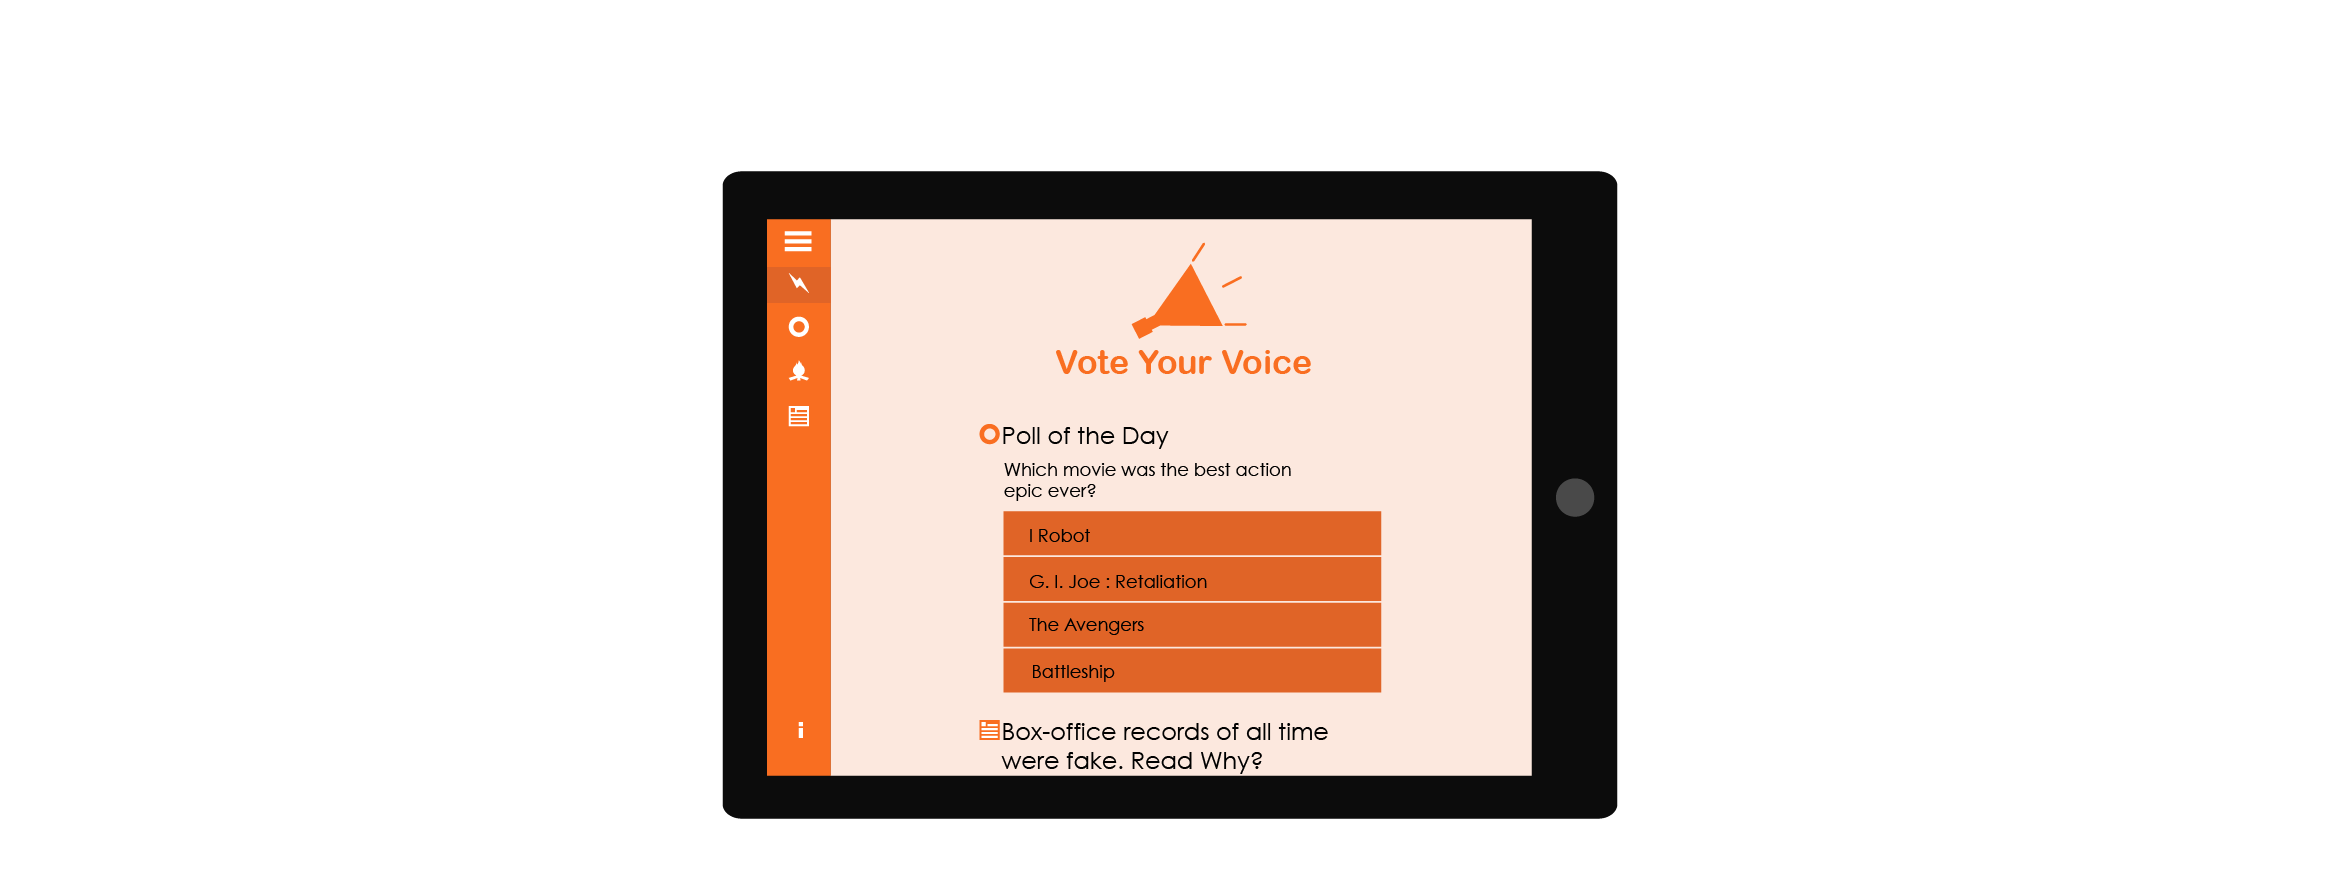 Vote Your Voice
Poll of the Day
Which movie was the best action
epic ever?
I Robot
G. I. Joe : Retaliation
The Avengers
Battleship
Box-office records of all time
were fake. Read Why?
i